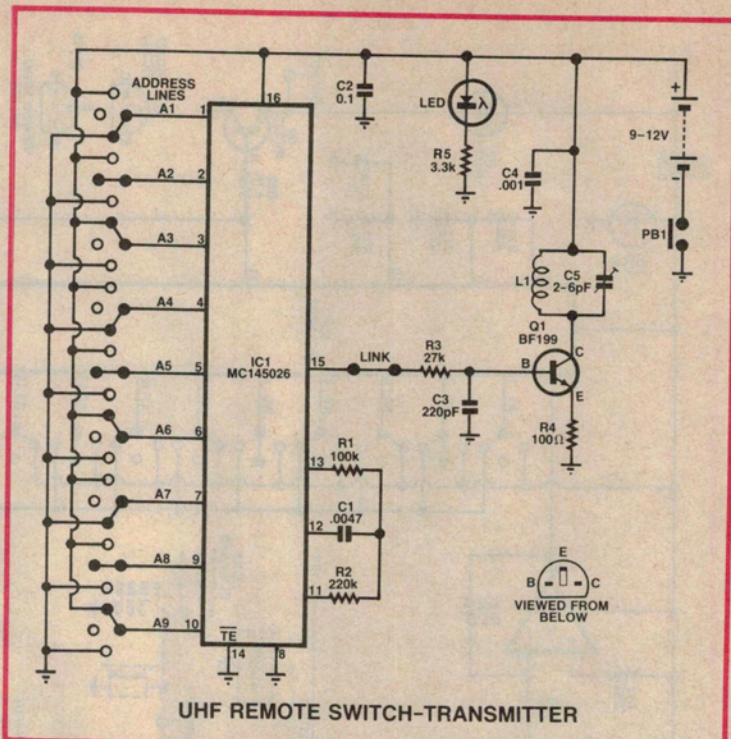 ADDRESS
LINES
A1 1
A2 2
A3 3
A4 4
A5 5
A6 6
A7 7
A8 9
A9 10
16
IC1
MC145026
15
13
12
11
TE
14
8
C2
0.1
LED
λ
R5
3.3k
C4
.001
+
9–12V
-
PB1
L1
C5
2–6pF
Q1
BF199
C
B
E
LINK
R3
27k
C3
220pF
R4
100Ω
R1
100k
C1
.0047
R2
220k
E
B C
VIEWED FROM
BELOW
UHF REMOTE SWITCH–TRANSMITTER